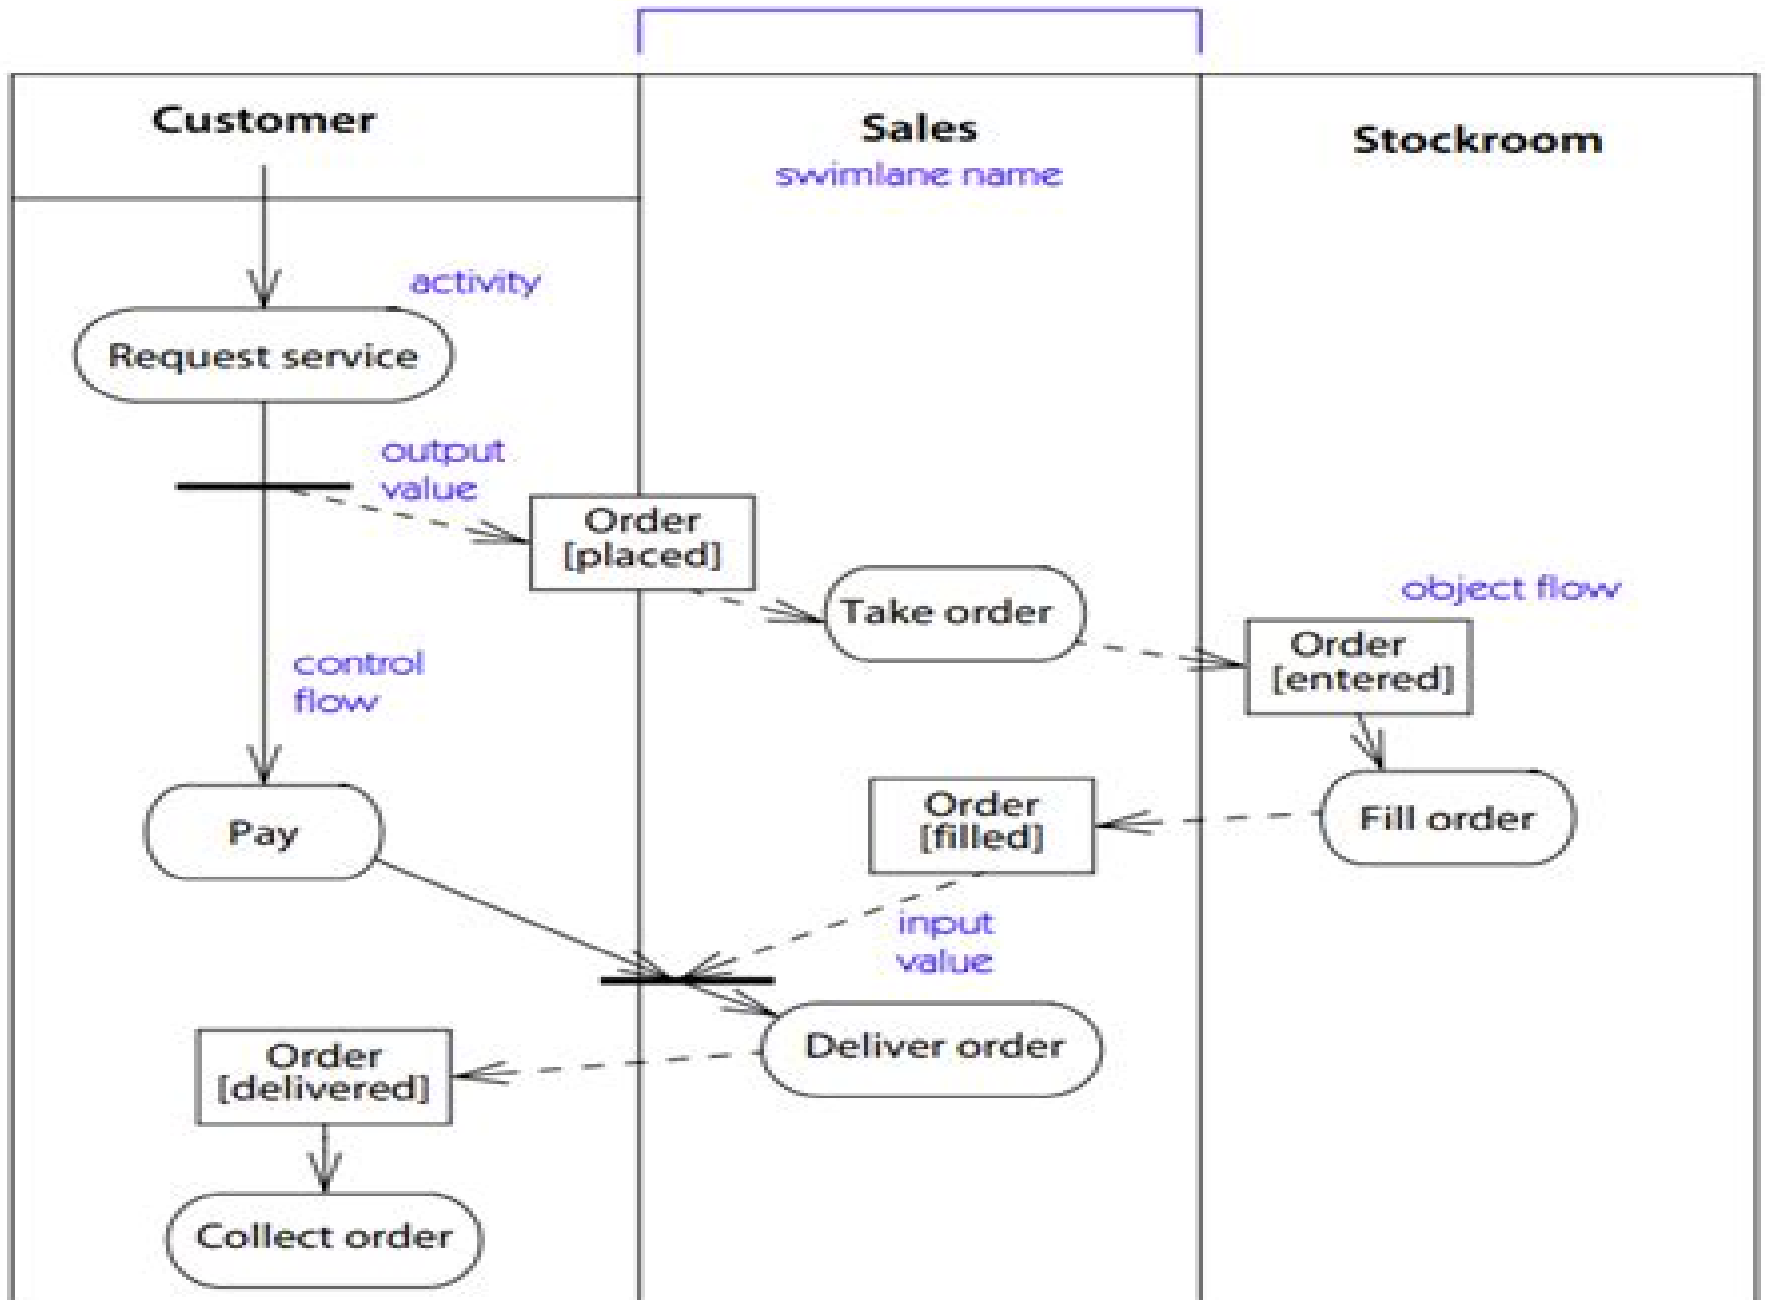 Customer
Sales
swimlane name
Stockroom
activity
Request service
output
value
Order
[placed]
Take order
object flow
Order
[entered]
control
flow
Pay
Order
[filled]
Fill order
input
value
Deliver order
Order
[delivered]
Collect order